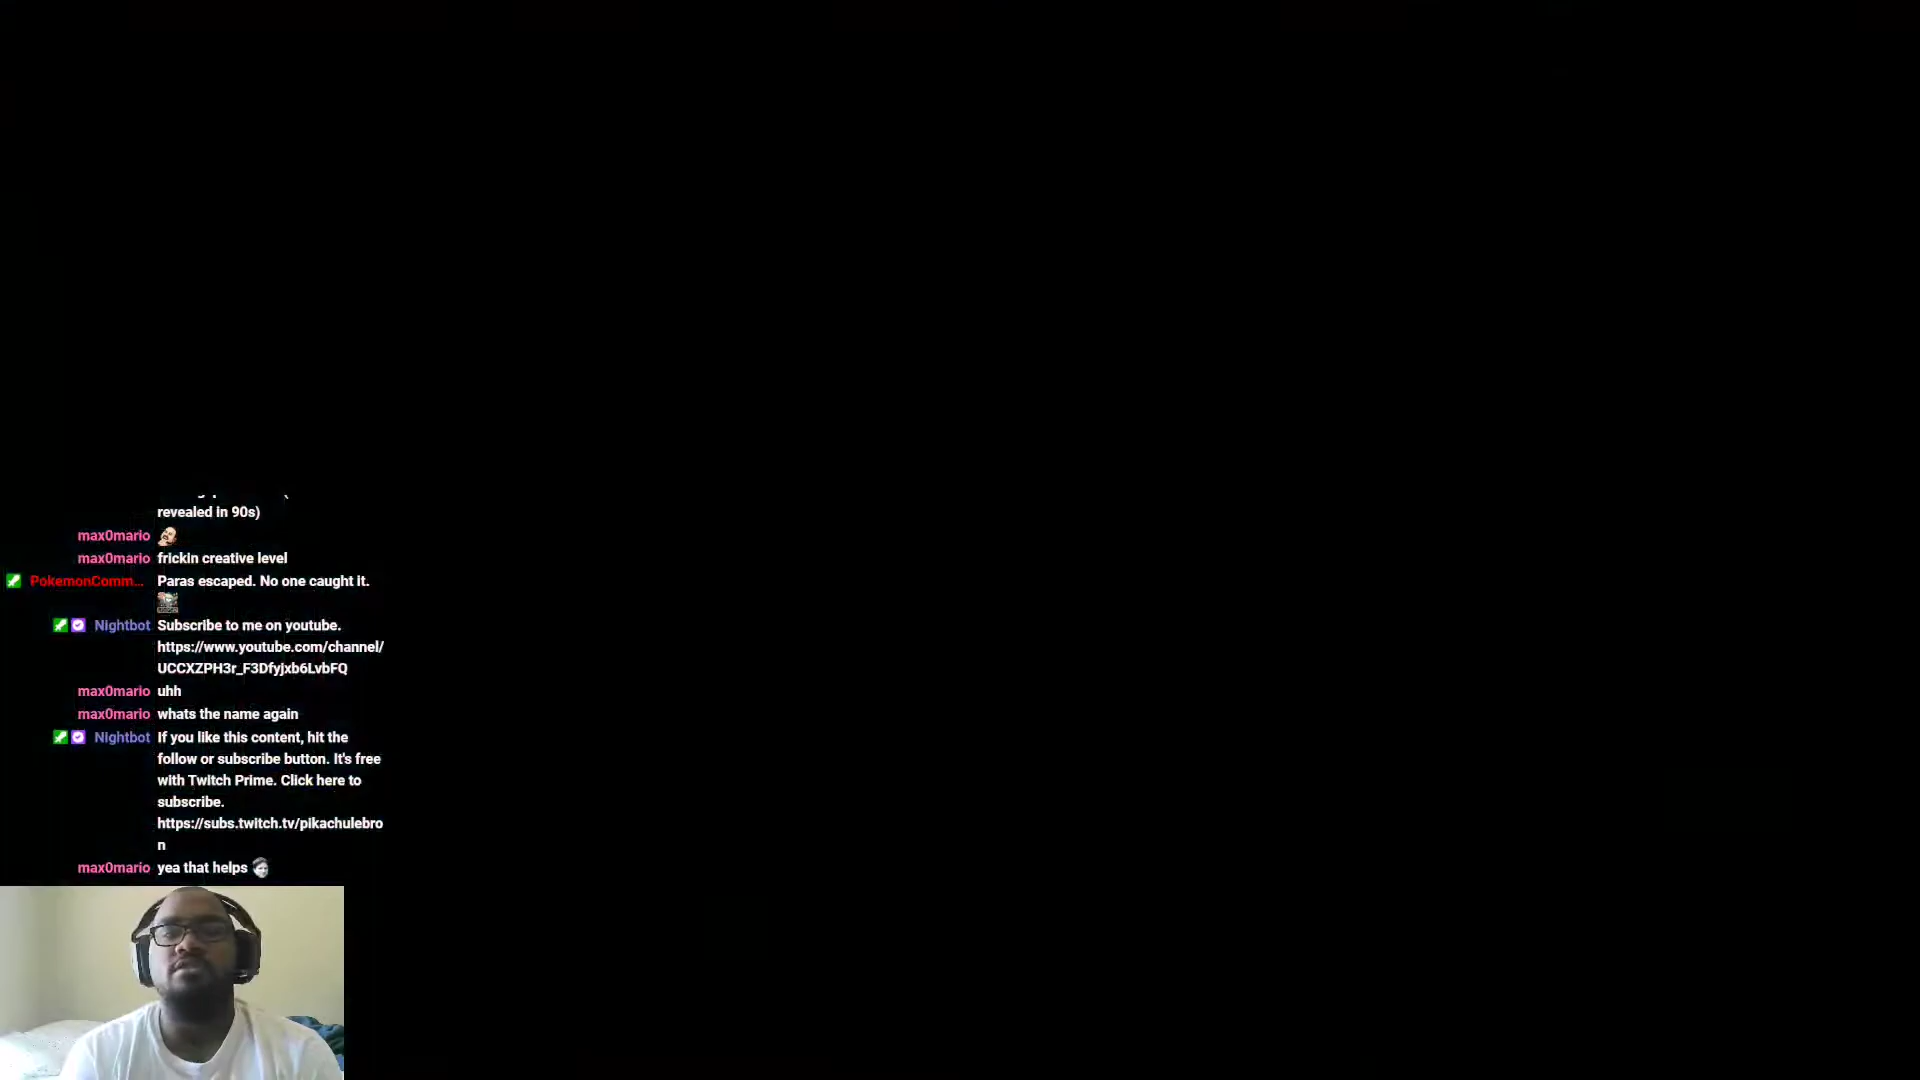 revealed in 90s)
max0mario
max0mario frickin creative level
PokemonComm... Paras escaped. No one caught it.
Nightbot Subscribe to me on youtube.
https://www.youtube.com/channel/
UCCXZPH3r_F3Dfyjxb6LvbFQ
max0mario uhh
max0mario whats the name again
Nightbot If you like this content, hit the
follow or subscribe button. It's free
with Twitch Prime. Click here to
subscribe.
https://subs.twitch.tv/pikachulebro
n
max0mario yea that helps